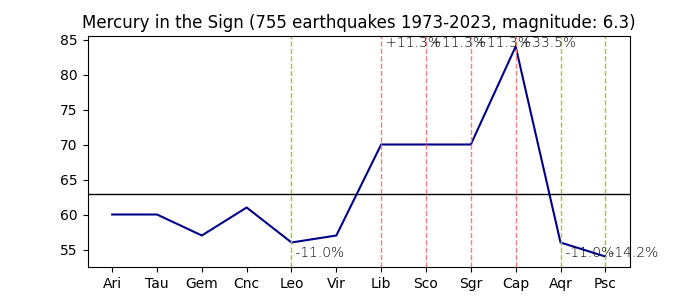 Mercury in the Sign (755 earthquakes 1973-2023, magnitude: 6.3)
85
+11.3% +11.3% +11.3% +33.5%
80
75
70
65
60
55
-11.0% -11.0% -14.2%
Ari Tau Gem Cnc Leo Vir Lib Sco Sgr Cap Aqr Psc